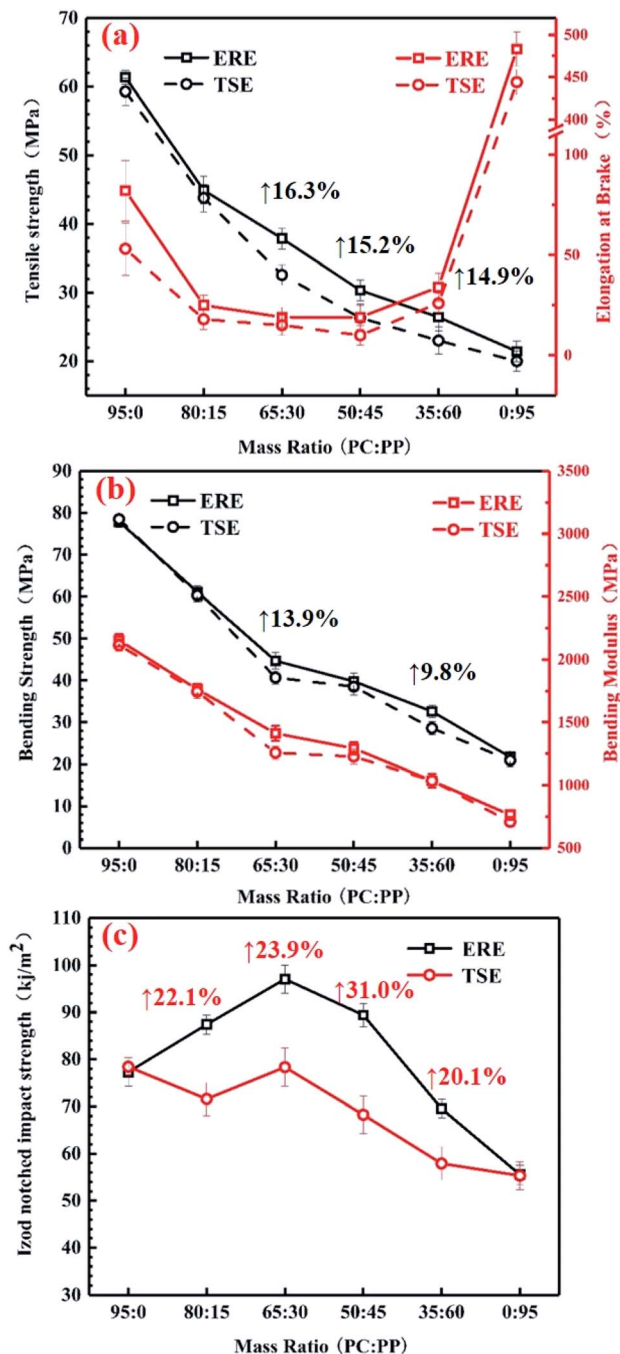 (a)
ERE
TSE
ERE
TSE
↑16.3%
↑15.2%
↑14.9%
70
60
50
40
30
20
500
450
400
100
50
0
Tensile strength (MPa)
Elongation at Brake (%)
95:0 80:15 65:30 50:45 35:60 0:95
Mass Ratio (PC:PP)
(b)
ERE
TSE
ERE
TSE
↑13.9%
↑9.8%
90
80
70
60
50
40
30
20
10
0
3500
3000
2500
2000
1500
1000
500
Bending Strength (MPa)
Bending Modulus (MPa)
95:0 80:15 65:30 50:45 35:60 0:95
Mass Ratio (PC:PP)
(c)
ERE
TSE
↑22.1%
↑23.9%
↑31.0%
↑20.1%
110
100
90
80
70
60
50
40
30
Izod notched impact strength (kj/m²)
95:0 80:15 65:30 50:45 35:60 0:95
Mass Ratio (PC:PP)